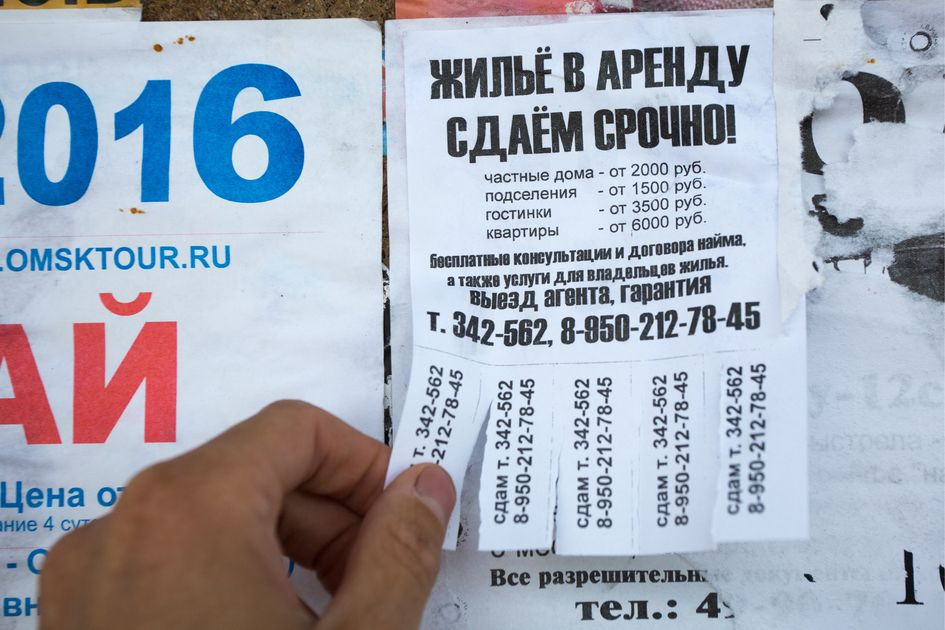 2016
.OMSKTOUR.RU
АЙ
Цена от
ание 4 сут
ЖИЛЬЁ В АРЕНДУ
СДАЁМ СРОЧНО!
частные дома - от 2000 руб.
подселения - от 1500 руб.
гостинки - от 3500 руб.
квартиры - от 6000 руб.
бесплатные консультации и договора найма,
а также услуги для владельцев жилья.
выезд агента, гарантия
т. 342-562, 8-950-212-78-45
т. 342-562
-212-78-45
сдам т. 342-562
8-950-212-78-45
сдам т. 342-562
8-950-212-78-45
сдам т. 342-562
8-950-212-78-45
сдам т. 342-562
8-950-212-78-45
Все разрешительн
тел.: 4